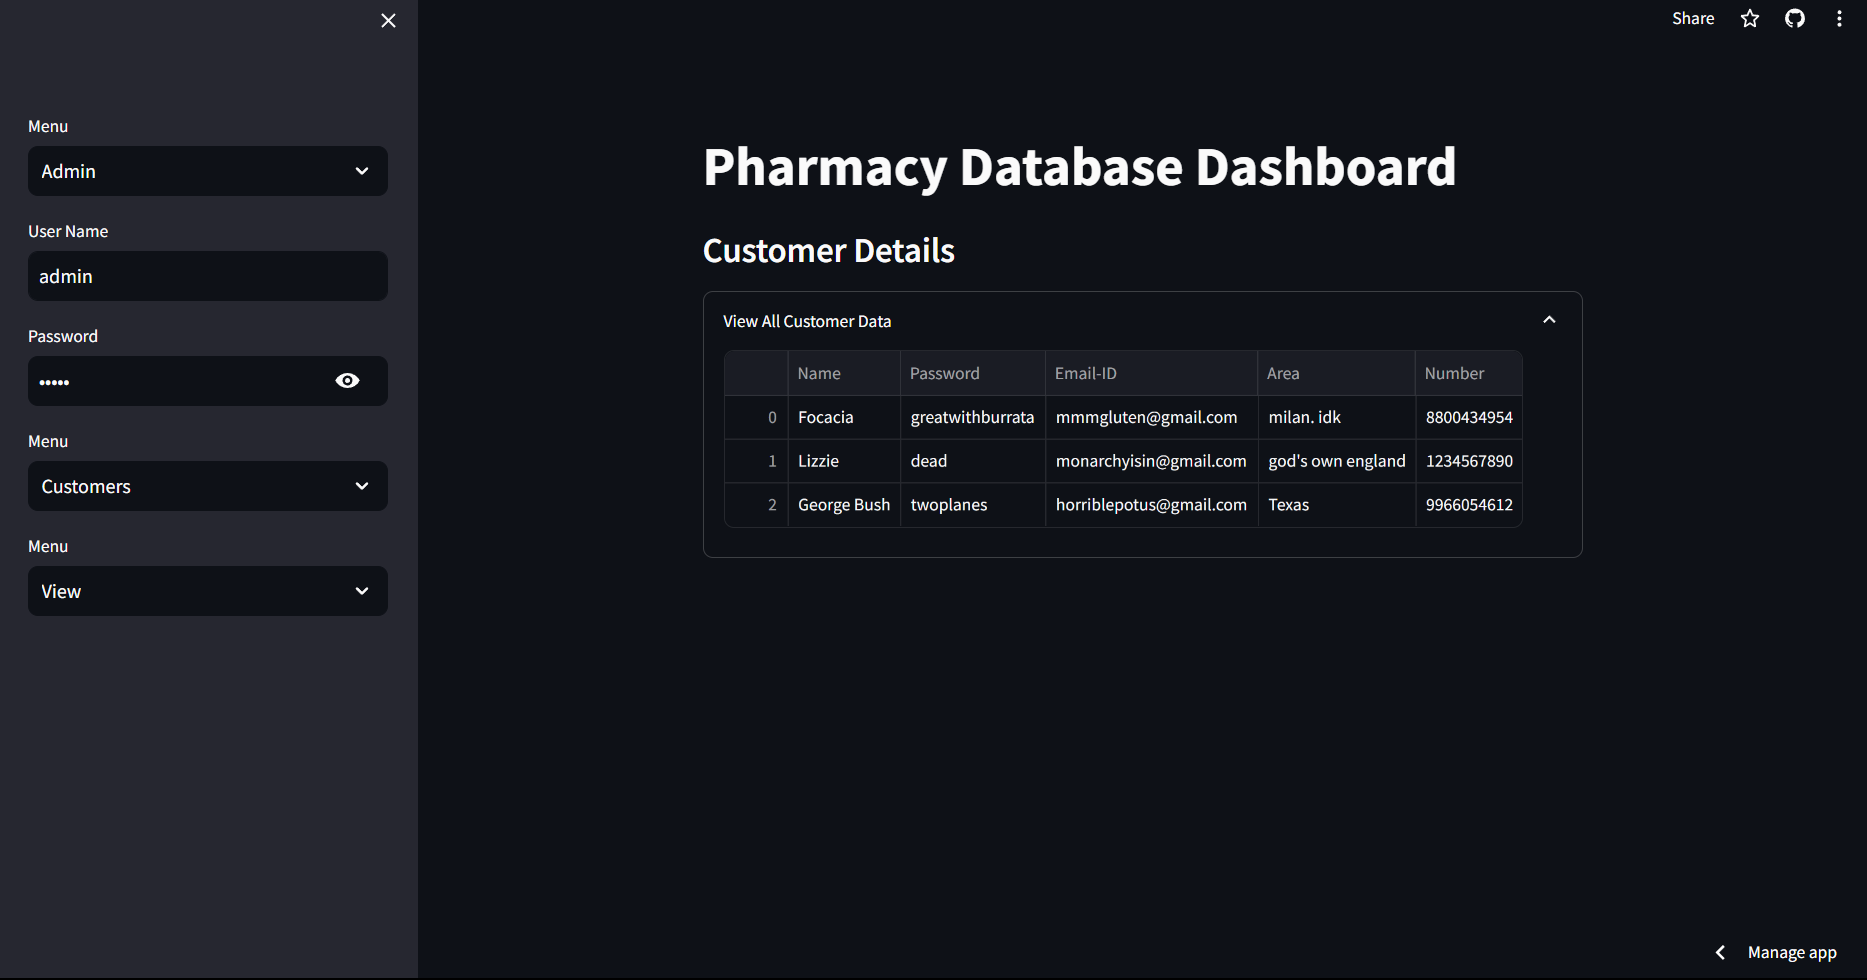 Share
Menu
Admin
User Name
admin
Password
•••••
Menu
Customers
Menu
View
Pharmacy Database Dashboard
Customer Details
View All Customer Data
Name Password Email-ID Area Number
0 Focacia greatwithburrata mmmgluten@gmail.com milan. idk 8800434954
1 Lizzie dead monarchyisin@gmail.com god's own england 1234567890
2 George Bush twoplanes horriblepotus@gmail.com Texas 9966054612
Manage app